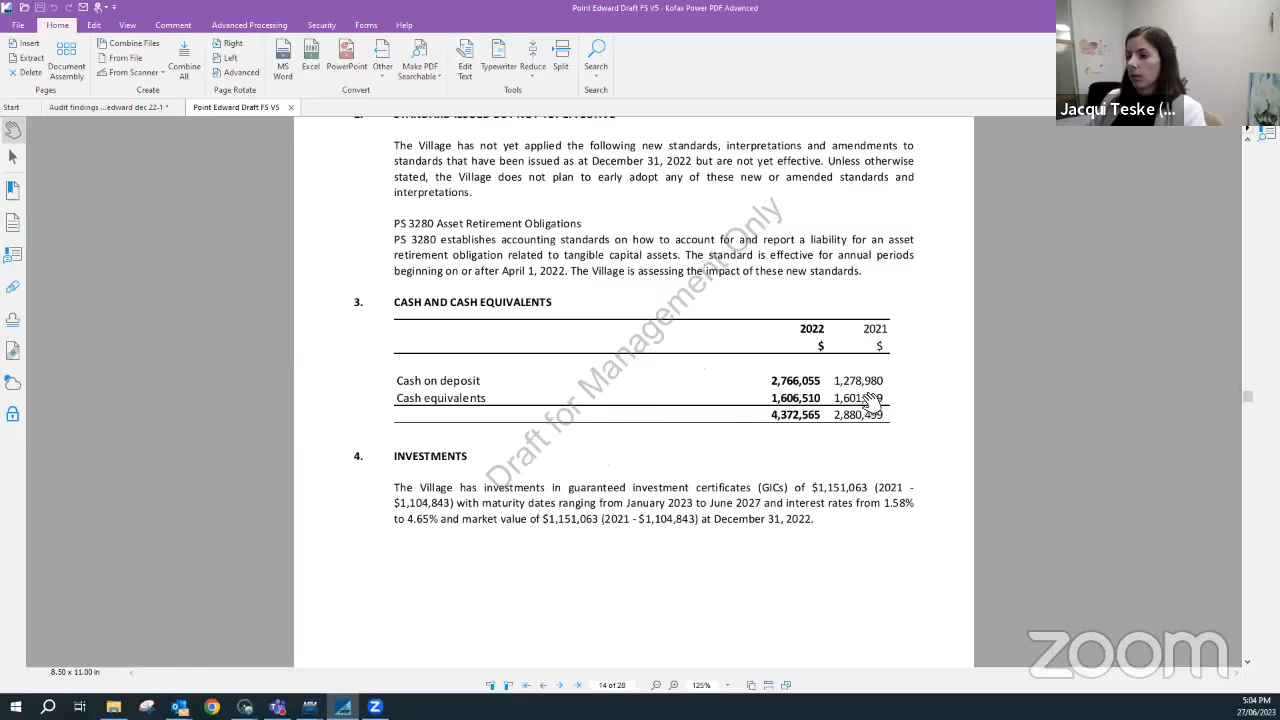 Point Edward Draft FS V5 - Kofax Power PDF Advanced
File Home Edit View Comment Advanced Processing Security Forms Help
Insert Combine Files Right
Extract From File Left
Delete Document Assembly From Scanner Combine All Advanced MS Word Excel PowerPoint Other Make PDF Searchable Edit Text Typewriter Reduce Split Search
Pages Create Page Rotate Convert Tools Search
Start Audit findings ...edward dec 22-1 * Point Edward Draft FS V5
Jacqui Teske (...
2. STANDARD ISSUED BUT NOT YET EFFECTIVE
The Village has not yet applied the following new standards, interpretations and amendments to
standards that have been issued as at December 31, 2022 but are not yet effective. Unless otherwise
stated, the Village does not plan to early adopt any of these new or amended standards and
interpretations.
PS 3280 Asset Retirement Obligations
PS 3280 establishes accounting standards on how to account for and report a liability for an asset
retirement obligation related to tangible capital assets. The standard is effective for annual periods
beginning on or after April 1, 2022. The Village is assessing the impact of these new standards.
3. CASH AND CASH EQUIVALENTS
2022 2021
$ $
Cash on deposit 2,766,055 1,278,980
Cash equivalents 1,606,510
4,372,565 2,880,499
4. INVESTMENTS
The Village has investments in guaranteed investment certificates (GICs) of $1,151,063 (2021 -
$1,104,843) with maturity dates ranging from January 2023 to June 2027 and interest rates from 1.58%
to 4.65% and market value of $1,151,063 (2021 - $1,104,843) at December 31, 2022.
Draft for Management Only
zoom
8.50 x 11.00 in
14 of 28 125%
5:04 PM
27/06/2023